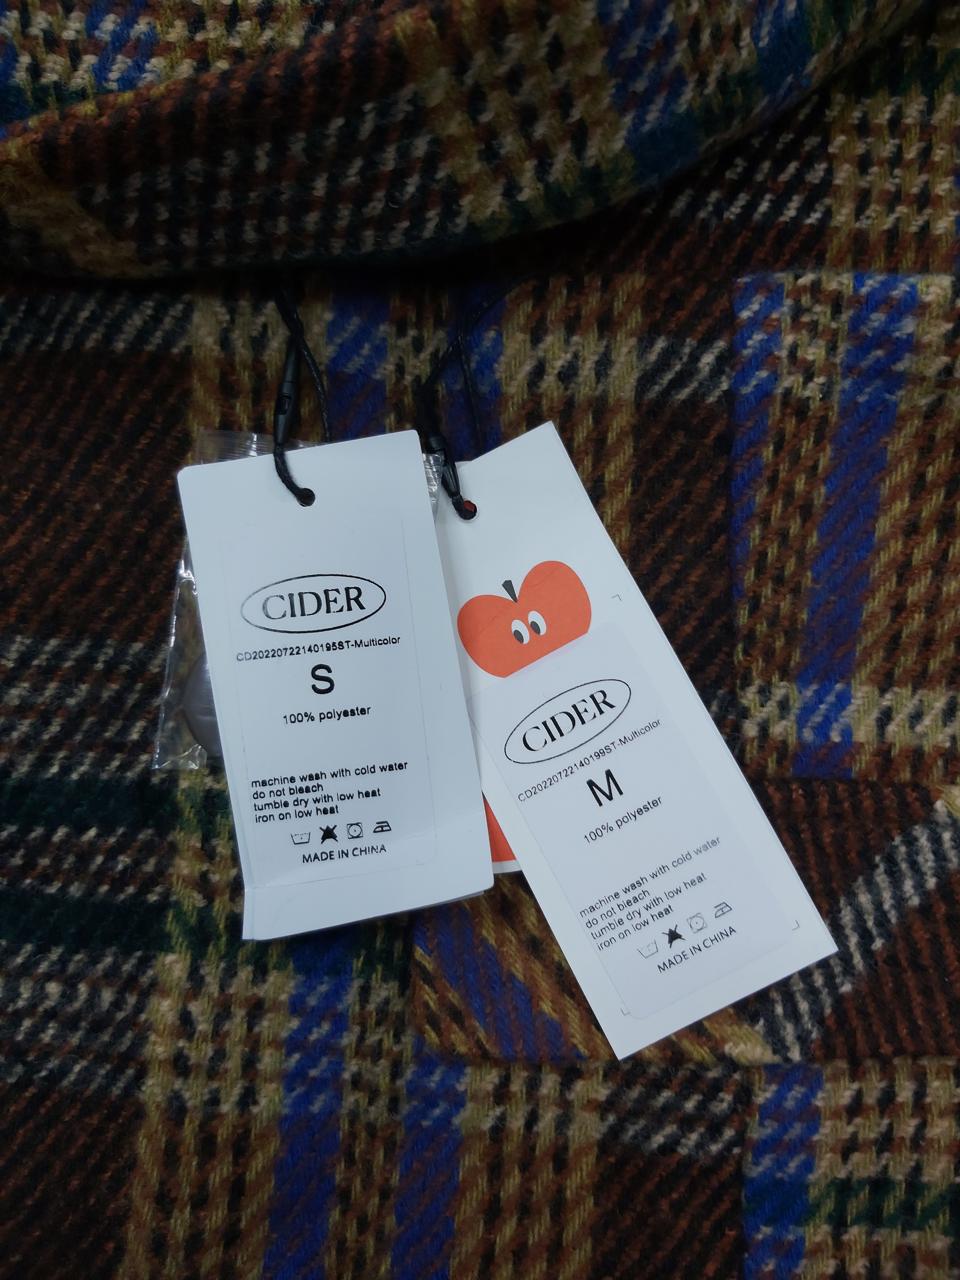 CIDER
CD20220722140195ST-Multicolor
S
100% polyester
machine wash with cold water
do not bleach
tumble dry with low heat
iron on low heat
MADE IN CHINA
CIDER
CD20220722140199ST-Multicolor
M
100% polyester
machine wash with cold water
do not bleach
tumble dry with low heat
iron on low heat
MADE IN CHINA